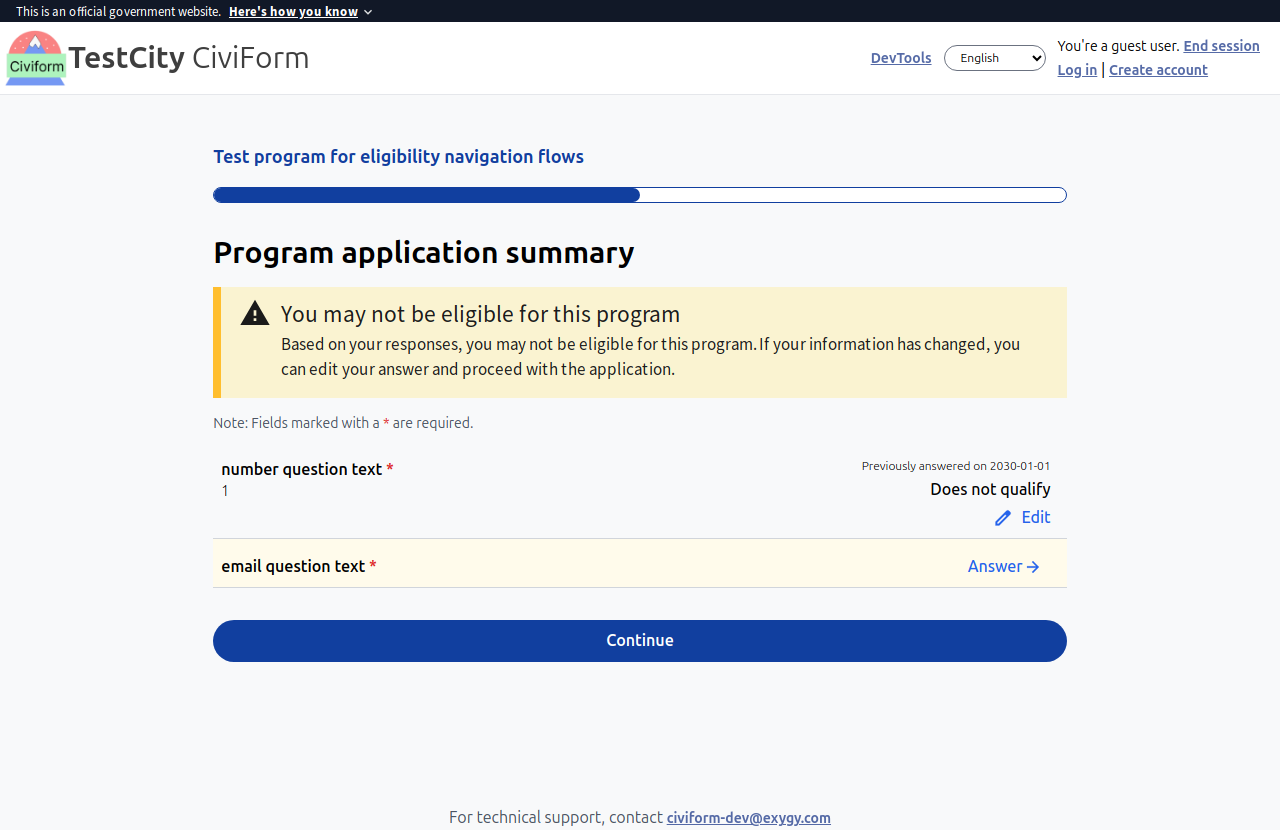 This is an official government website. Here's how you know
Civiform
TestCity CiviForm
DevTools
English
You're a guest user. End session
Log in | Create account
Test program for eligibility navigation flows
Program application summary
You may not be eligible for this program
Based on your responses, you may not be eligible for this program. If your information has changed, you
can edit your answer and proceed with the application.
Note: Fields marked with a * are required.
number question text *
1
Previously answered on 2030-01-01
Does not qualify
Edit
email question text *
Answer
Continue
For technical support, contact civiform-dev@exygy.com